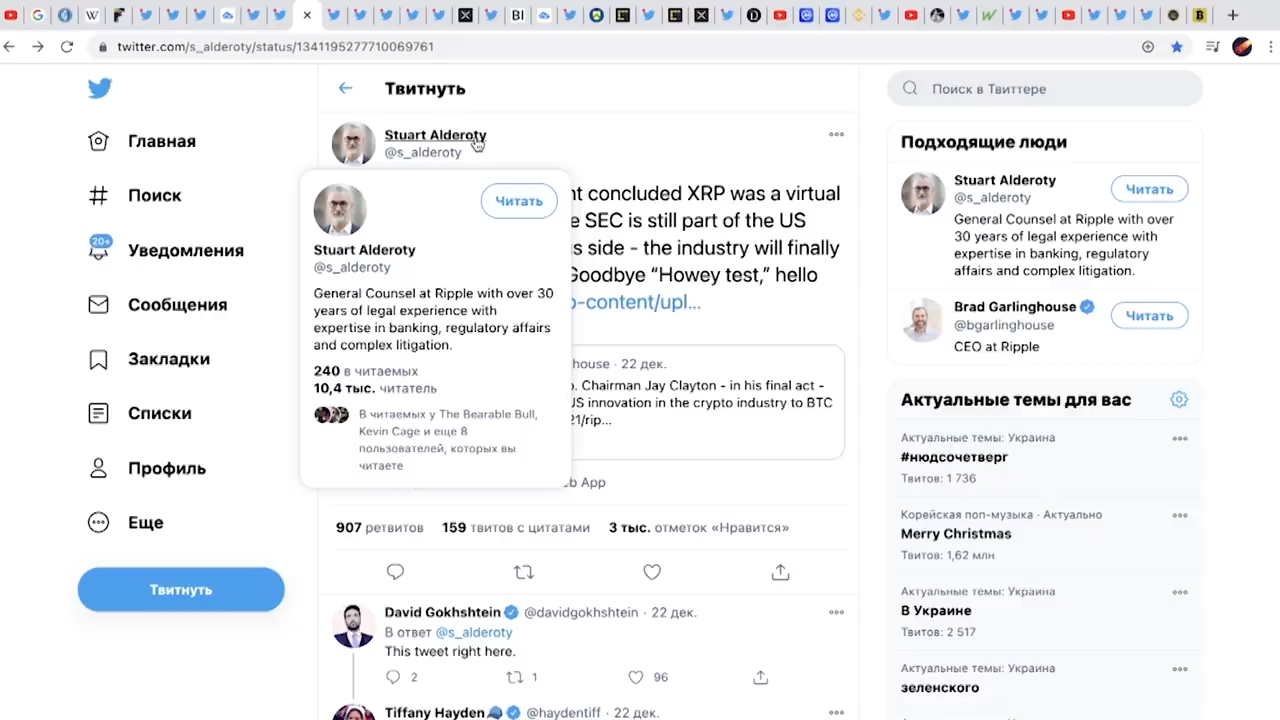 twitter.com/s_alderoty/status/1341195277710069761
Главная
Поиск
20+
Уведомления
Сообщения
Закладки
Списки
Профиль
Еще
Твитнуть
Твитнуть
Stuart Alderoty
@s_alderoty
nt concluded XRP was a virtual
e SEC is still part of the US
s side - the industry will finally
Goodbye “Howey test,” hello
o-content/upl...
Stuart Alderoty
@s_alderoty
Читать
General Counsel at Ripple with over 30
years of legal experience with
expertise in banking, regulatory affairs
and complex litigation.
240 в читаемых
10,4 тыс. читатель
В читаемых у The Bearable Bull,
Kevin Cage и еще 8
пользователей, которых вы
читаете
house · 22 дек.
. Chairman Jay Clayton - in his final act -
US innovation in the crypto industry to BTC
21/rip...
b App
907 ретвитов 159 твитов с цитатами 3 тыс. отметок «Нравится»
David Gokhshtein @davidgokhshtein · 22 дек.
В ответ @s_alderoty
This tweet right here.
2 1 96
Tiffany Hayden @haydentiff · 22 дек.
Поиск в Твиттере
Подходящие люди
Stuart Alderoty
@s_alderoty
Читать
General Counsel at Ripple with over
30 years of legal experience with
expertise in banking, regulatory
affairs and complex litigation.
Brad Garlinghouse
@bgarlinghouse
Читать
CEO at Ripple
Актуальные темы для вас
Актуальные темы: Украина
#нюдсочетверг
Твитов: 1 736
Корейская поп-музыка · Актуально
Merry Christmas
Твитов: 1,62 млн
Актуальные темы: Украина
В Украине
Твитов: 2 517
Актуальные темы: Украина
зеленского